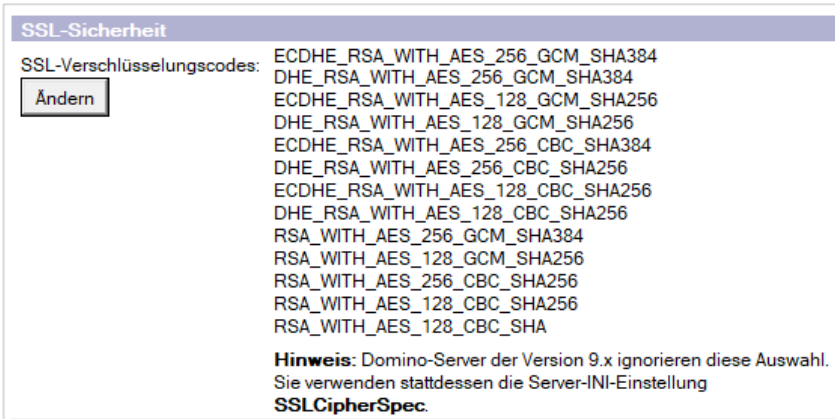 SSL-Sicherheit
SSL-Verschlüsselungscodes:
Ändern
ECDHE_RSA_WITH_AES_256_GCM_SHA384
DHE_RSA_WITH_AES_256_GCM_SHA384
ECDHE_RSA_WITH_AES_128_GCM_SHA256
DHE_RSA_WITH_AES_128_GCM_SHA256
ECDHE_RSA_WITH_AES_256_CBC_SHA384
DHE_RSA_WITH_AES_256_CBC_SHA256
ECDHE_RSA_WITH_AES_128_CBC_SHA256
DHE_RSA_WITH_AES_128_CBC_SHA256
RSA_WITH_AES_256_GCM_SHA384
RSA_WITH_AES_128_GCM_SHA256
RSA_WITH_AES_256_CBC_SHA256
RSA_WITH_AES_128_CBC_SHA256
RSA_WITH_AES_128_CBC_SHA
Hinweis: Domino-Server der Version 9.x ignorieren diese Auswahl.
Sie verwenden stattdessen die Server-INI-Einstellung
SSLCipherSpec.